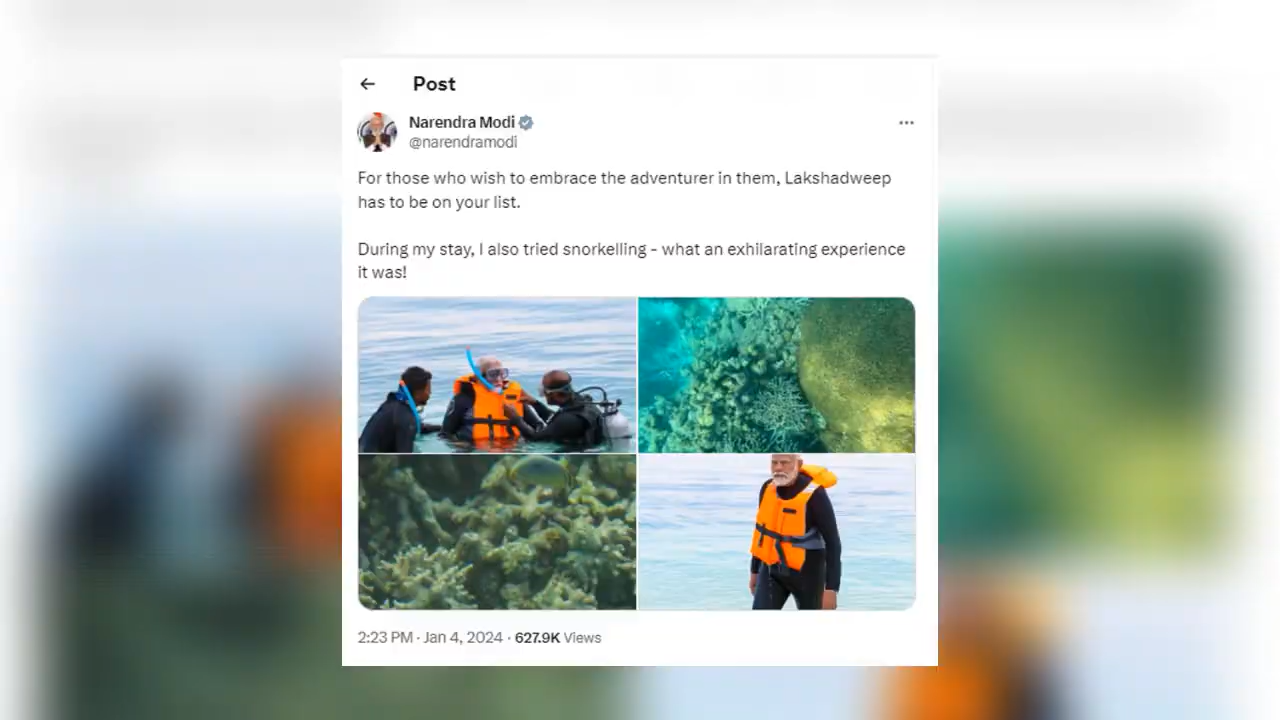 Post
Narendra Modi
@narendramodi
For those who wish to embrace the adventurer in them, Lakshadweep
has to be on your list.
During my stay, I also tried snorkelling - what an exhilarating experience
it was!
2:23 PM · Jan 4, 2024 · 627.9K Views